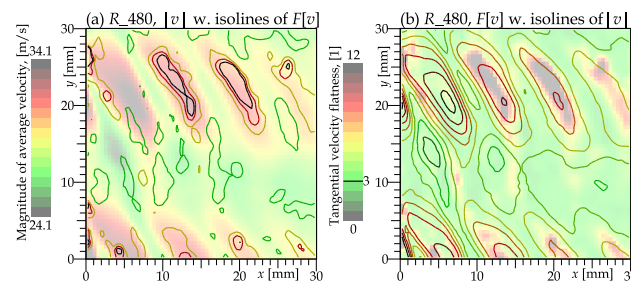 (a) R_480, |v| w. isolines of F[v]
(b) R_480, F[v] w. isolines of |v|
Magnitude of average velocity, [m/s]
34.1
24.1
y [mm]
30
20
10
0
0
10
20
30
x [mm]
Tangential velocity flatness, [1]
12
3
0
y [mm]
30
20
10
0
0
10
20
30
x [mm]